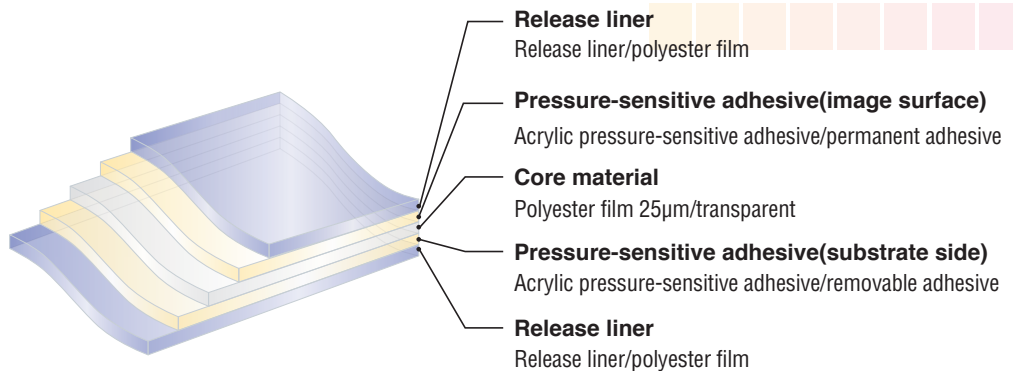 Release liner
Release liner/polyester film
Pressure-sensitive adhesive(image surface)
Acrylic pressure-sensitive adhesive/permanent adhesive
Core material
Polyester film 25μm/transparent
Pressure-sensitive adhesive(substrate side)
Acrylic pressure-sensitive adhesive/removable adhesive
Release liner
Release liner/polyester film